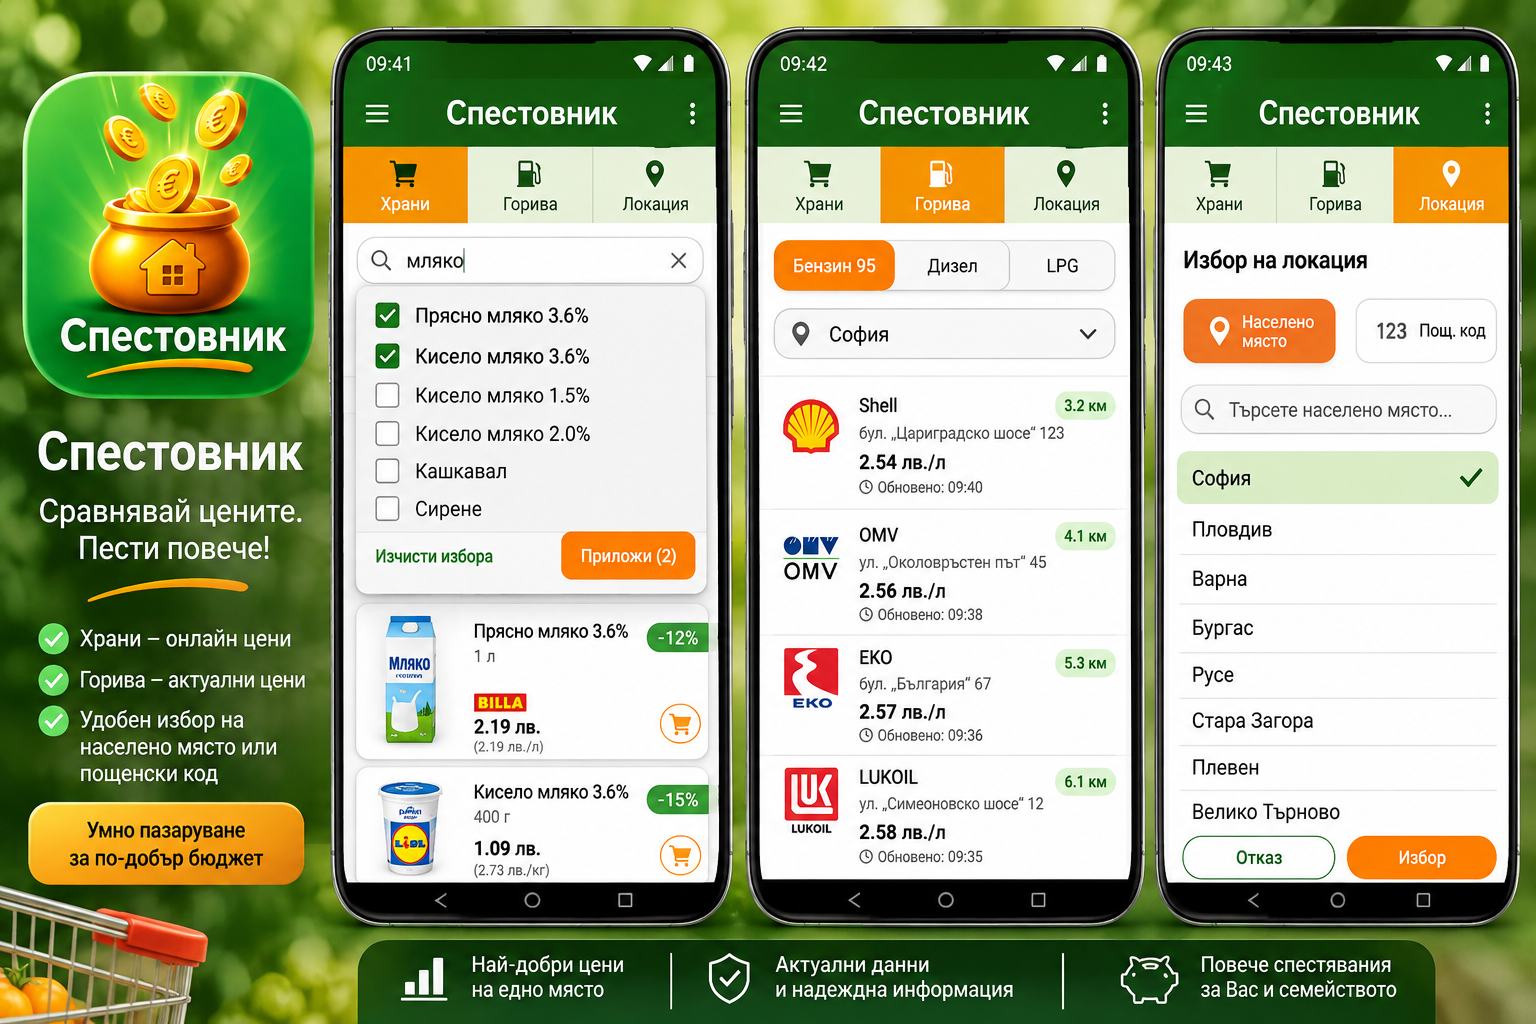 Спестовник
Спестовник
Сравнявай цените.
Пести повече!
Храни – онлайн цени
Горива – актуални цени
Удобен избор на
населено място или
пощенски код
Умно пазаруване
за по-добър бюджет
09:41
Спестовник
Храни
Горива
Локация
мляко
Прясно мляко 3.6%
Кисело мляко 3.6%
Кисело мляко 1.5%
Кисело мляко 2.0%
Кашкавал
Сирене
Изчисти избора
Приложи (2)
Мляко
Прясно мляко 3.6%
-12%
1 л
BILLA
2.19 лв.
(2.19 лв./л)
LIDL
Кисело мляко 3.6%
-15%
400 г
1.09 лв.
(2.73 лв./кг)
09:42
Спестовник
Храни
Горива
Локация
Бензин 95
Дизел
LPG
София
Shell
3.2 км
бул. „Цариградско шосе“ 123
2.54 лв./л
Обновено: 09:40
OMV
OMV
OMV
4.1 км
ул. „Околовръстен път“ 45
2.56 лв./л
Обновено: 09:38
EKO
EKO
5.3 км
бул. „България“ 67
2.57 лв./л
Обновено: 09:36
LUK
LUKOIL
LUKOIL
6.1 км
ул. „Симеоновско шосе“ 12
2.58 лв./л
Обновено: 09:35
09:43
Спестовник
Храни
Горива
Локация
Избор на локация
Населено
място
123 Пощ. код
Търсете населено място...
София
Пловдив
Варна
Бургас
Русе
Стара Загора
Плевен
Велико Търново
Отказ
Избор
Най-добри цени
на едно място
Актуални данни
и надеждна информация
Повече спестявания
за Вас и семейството